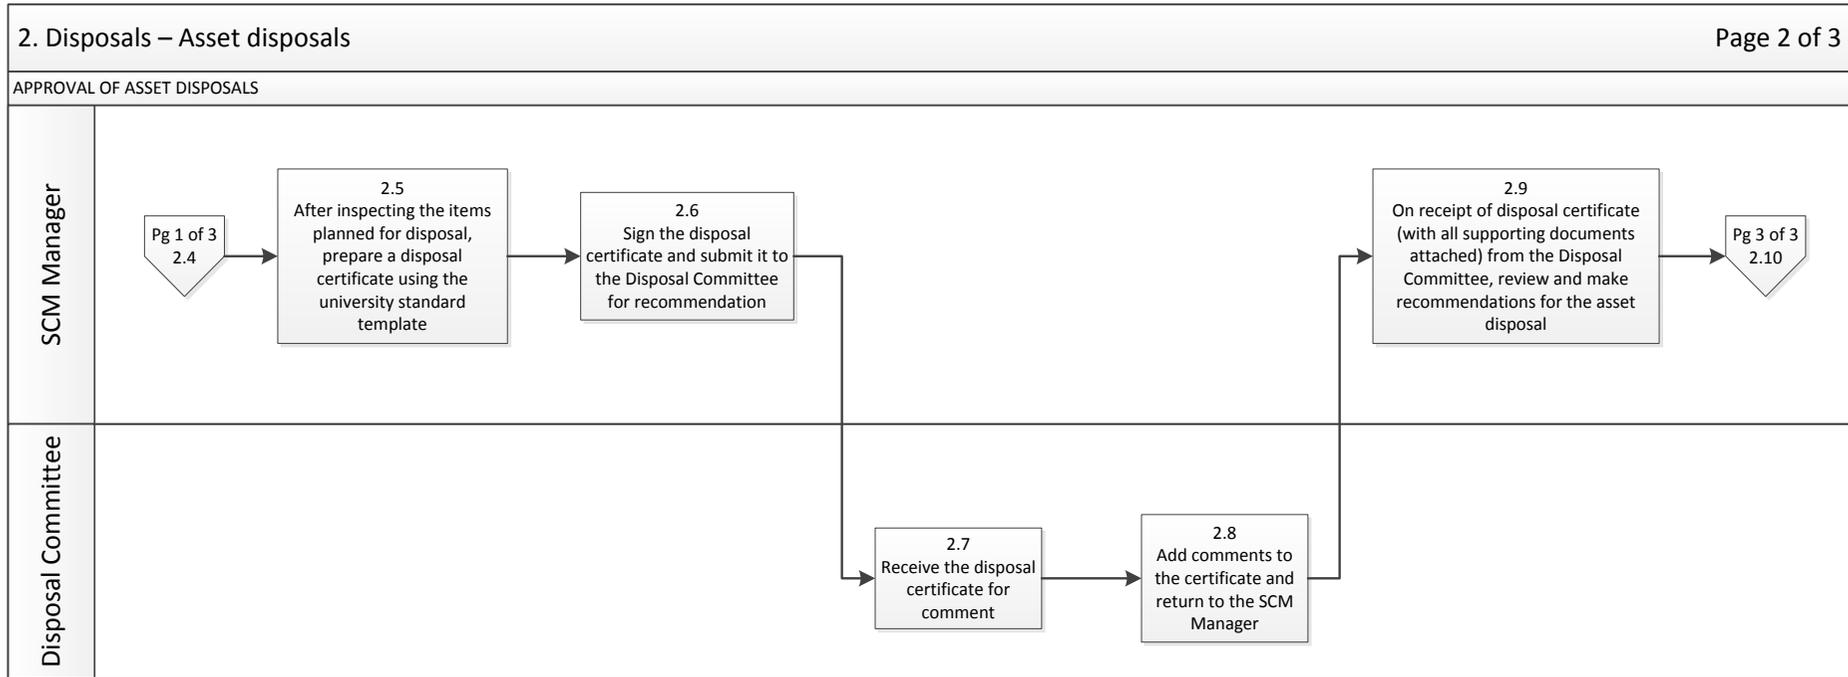 2. Disposals – Asset disposals
Page 2 of 3
APPROVAL OF ASSET DISPOSALS
SCM Manager
Pg 1 of 3
2.4
2.5
After inspecting the items
planned for disposal,
prepare a disposal
certificate using the
university standard
template
2.6
Sign the disposal
certificate and submit it to
the Disposal Committee
for recommendation
2.9
On receipt of disposal certificate
(with all supporting documents
attached) from the Disposal
Committee, review and make
recommendations for the asset
disposal
Pg 3 of 3
2.10
Disposal Committee
2.7
Receive the disposal
certificate for
comment
2.8
Add comments to
the certificate and
return to the SCM
Manager